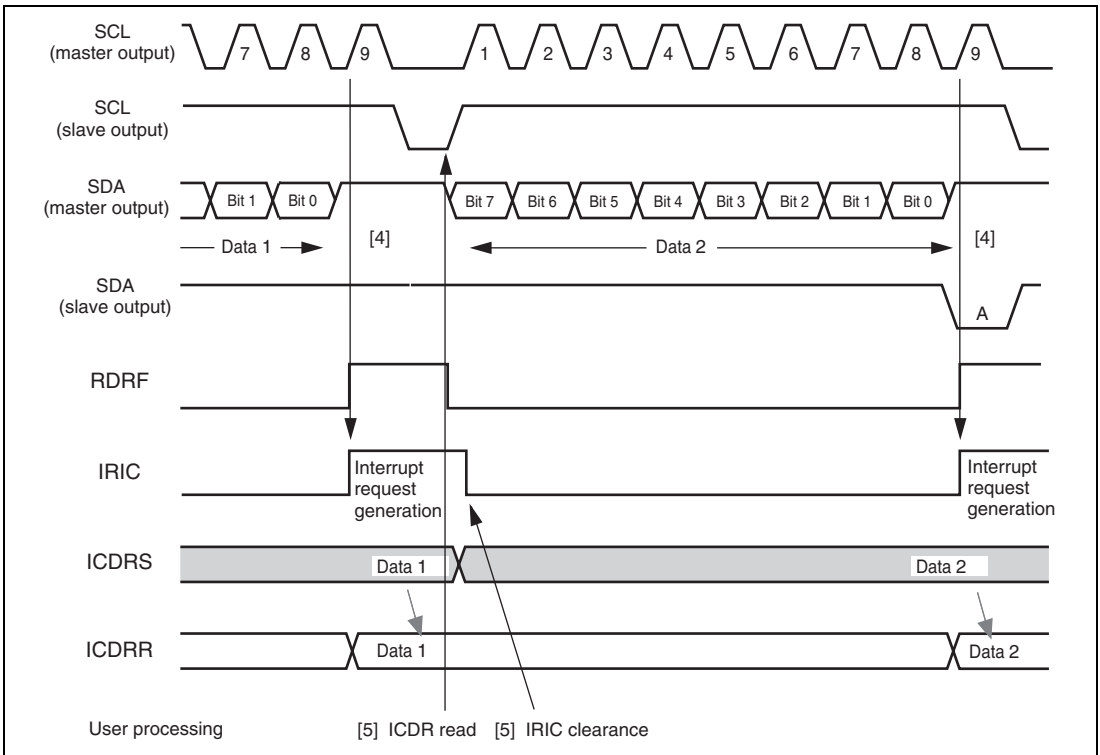 SCL
(master output)
7 8 9 1 2 3 4 5 6 7 8 9
SCL
(slave output)
SDA
(master output)
Bit 1 Bit 0 Bit 7 Bit 6 Bit 5 Bit 4 Bit 3 Bit 2 Bit 1 Bit 0
Data 1 [4] Data 2 [4]
SDA
(slave output)
A
RDRF
IRIC
Interrupt
request
generation
Interrupt
request
generation
ICDRS
Data 1 Data 2
ICDRR
Data 1 Data 2
User processing [5] ICDR read [5] IRIC clearance